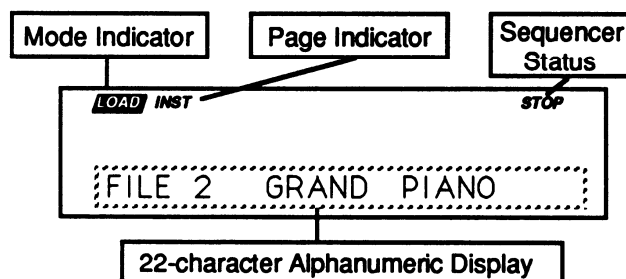 Mode Indicator
Page Indicator
Sequencer
Status
LOAD INST
STOP
FILE 2 GRAND PIANO
22-character Alphanumeric Display